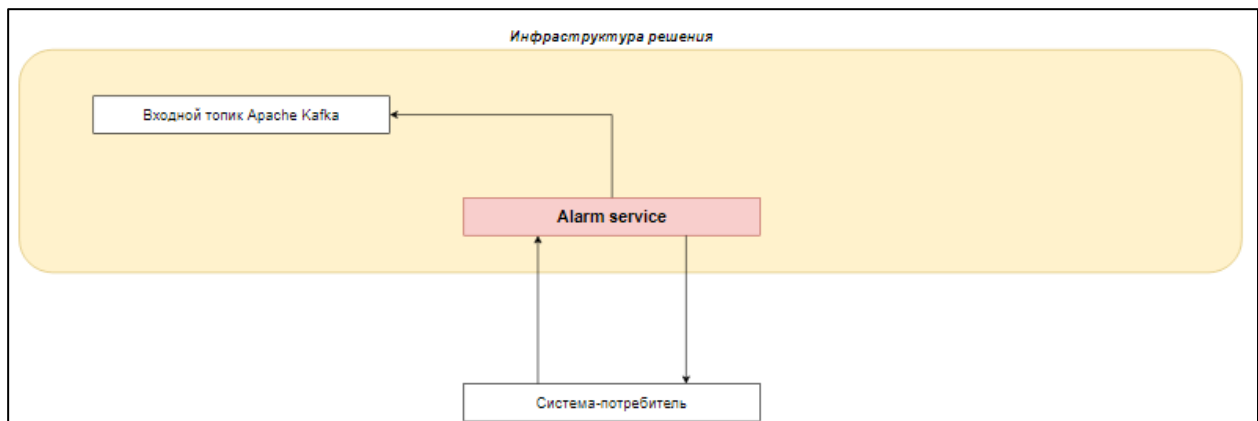 Инфраструктура решения
Входной топик Apache Kafka
Alarm service
Система-потребитель